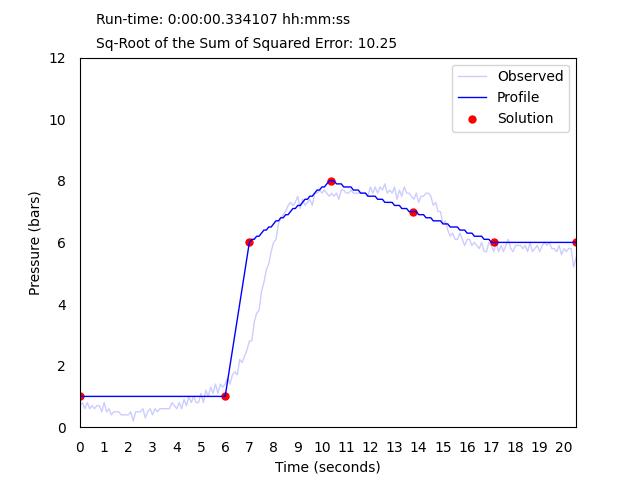 Run-time: 0:00:00.334107 hh:mm:ss
Sq-Root of the Sum of Squared Error: 10.25
Observed
Profile
Solution
12
10
8
6
4
2
0
Pressure (bars)
0 1 2 3 4 5 6 7 8 9 10 11 12 13 14 15 16 17 18 19 20
Time (seconds)